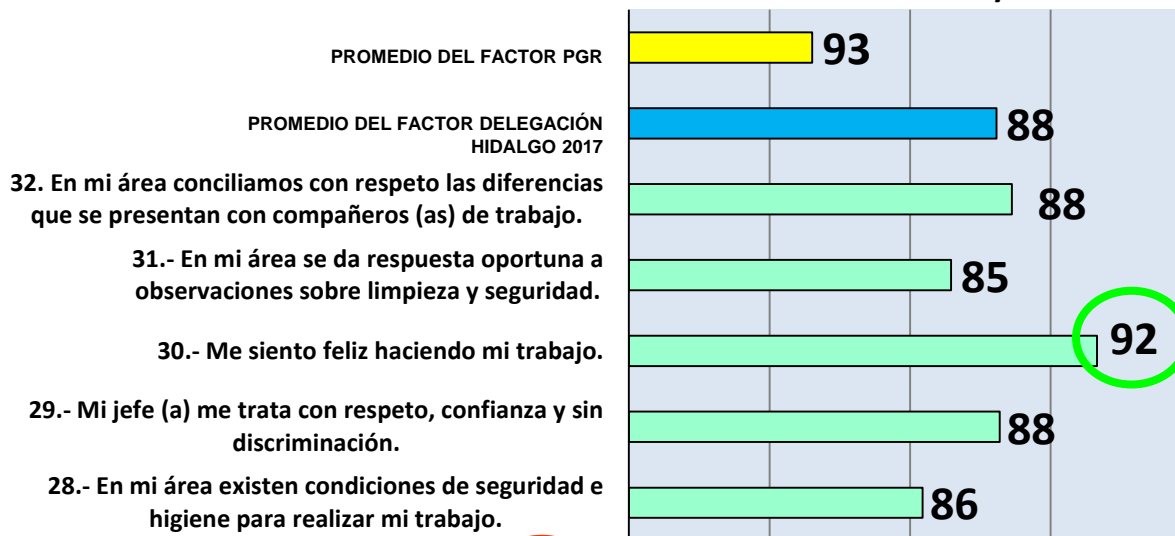 PROMEDIO DEL FACTOR PGR
93
PROMEDIO DEL FACTOR DELEGACIÓN
HIDALGO 2017
88
32. En mi área conciliamos con respeto las diferencias
que se presentan con compañeros (as) de trabajo.
88
31.- En mi área se da respuesta oportuna a
observaciones sobre limpieza y seguridad.
85
30.- Me siento feliz haciendo mi trabajo.
92
29.- Mi jefe (a) me trata con respeto, confianza y sin
discriminación.
88
28.- En mi área existen condiciones de seguridad e
higiene para realizar mi trabajo.
86